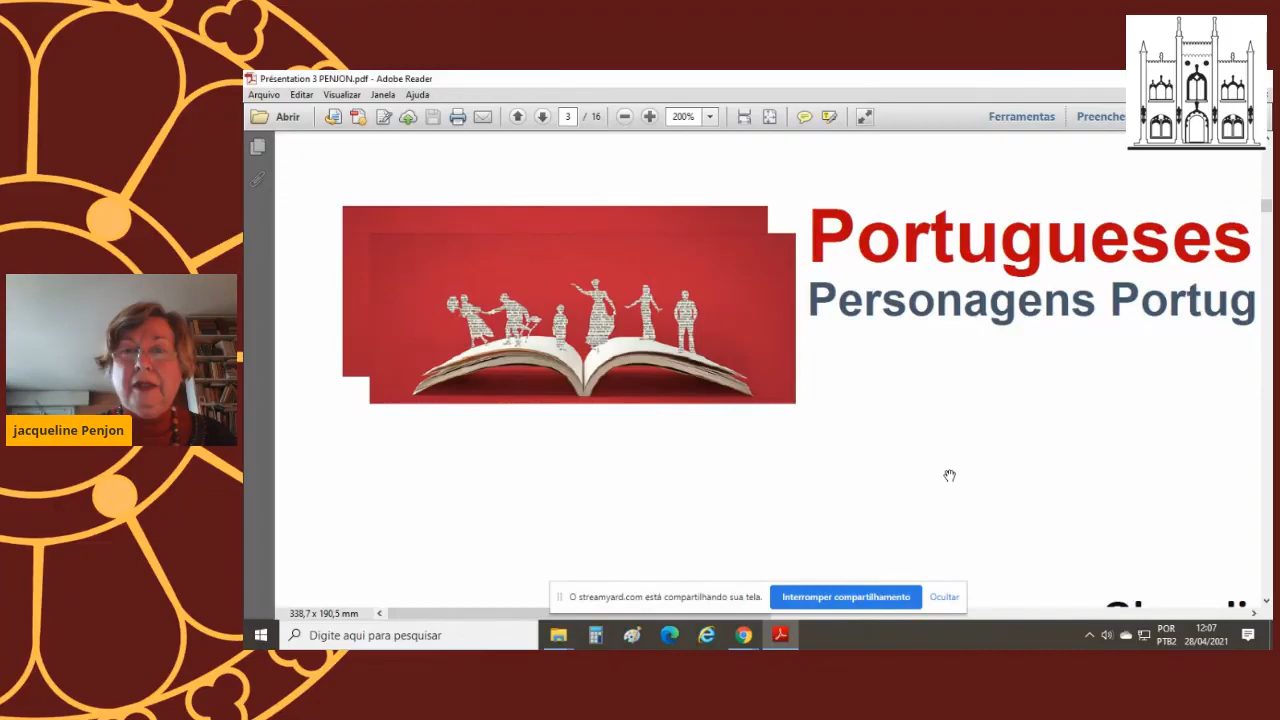 Présentation 3 PENJON.pdf - Adobe Reader
Arquivo Editar Visualizar Janela Ajuda
Abrir 3 / 16 200% Ferramentas Preenche
Portugueses
Personagens Portug
jacqueline Penjon
O streamyard.com está compartilhando sua tela. Interromper compartilhamento Ocultar
338,7 x 190,5 mm
Digite aqui para pesquisar
POR
PTB2
12:07
28/04/2021